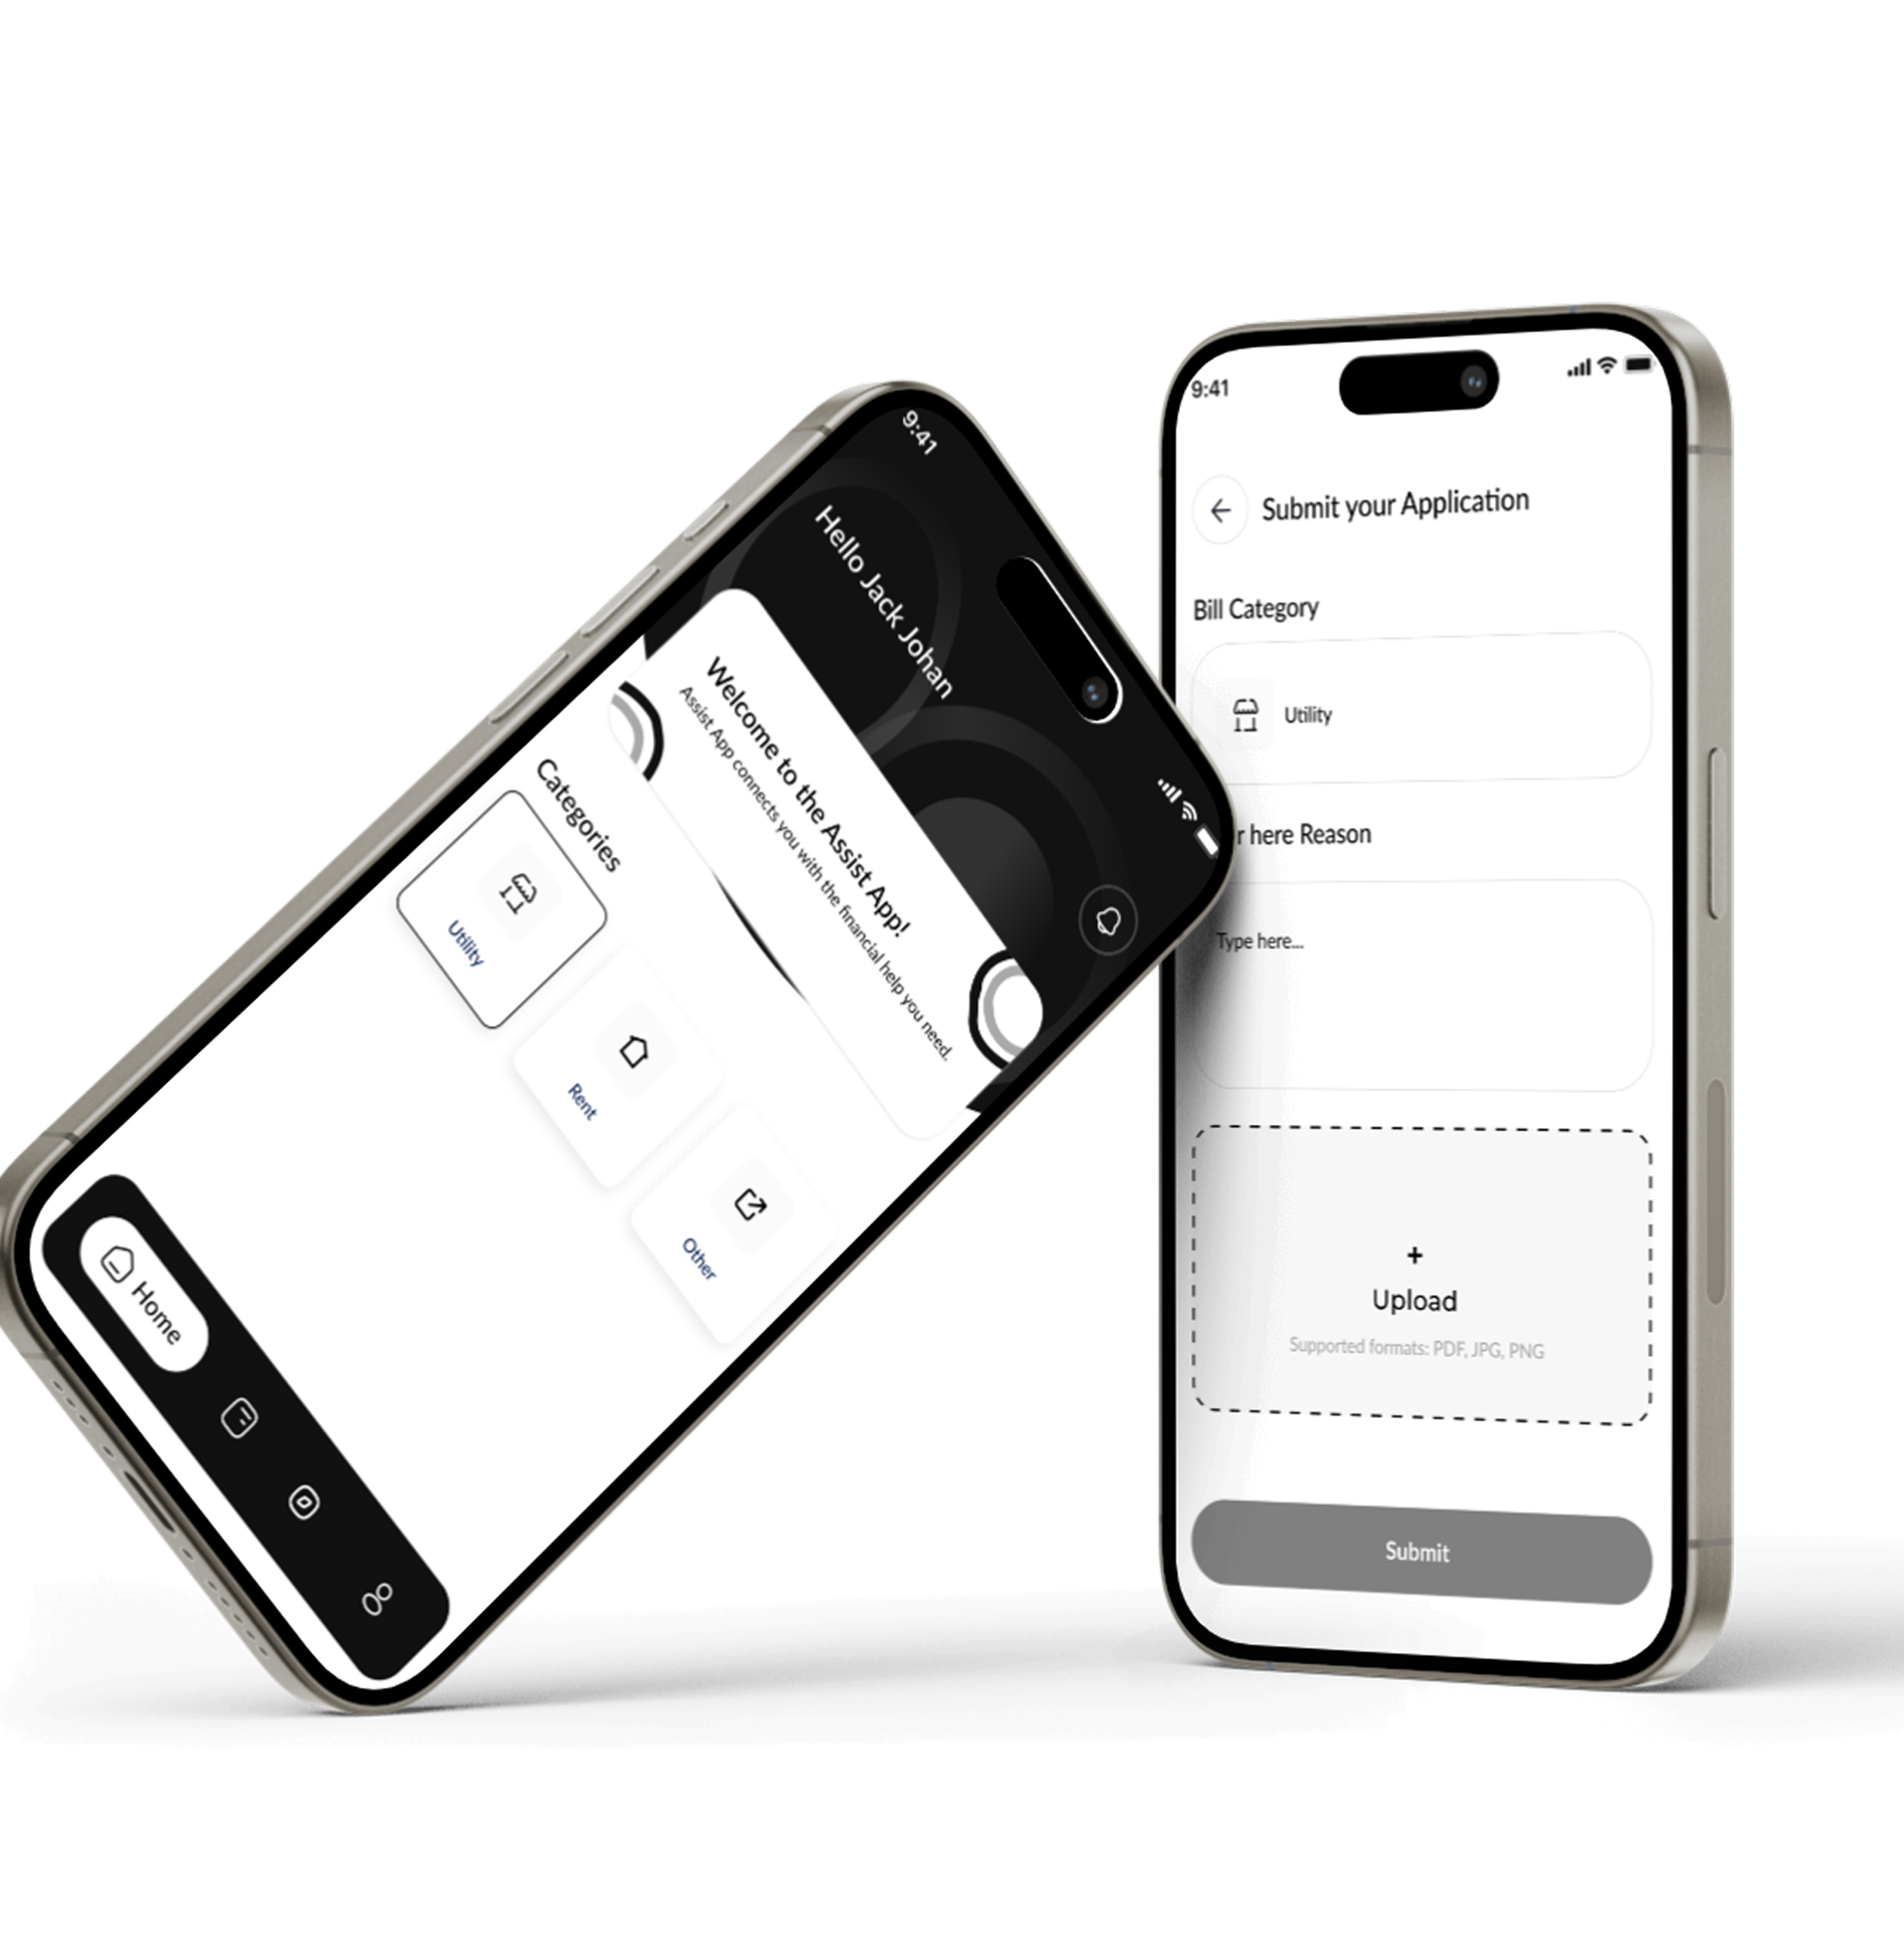 9:41
Hello Jack Johan
Welcome to the Assist App!
Assist App connects you with the financial help you need.
Categories
Utility
Rent
Other
Home
9:41
Submit your Application
Bill Category
Utility
here Reason
Type here...
+
Upload
Supported formats: PDF, JPG, PNG
Submit